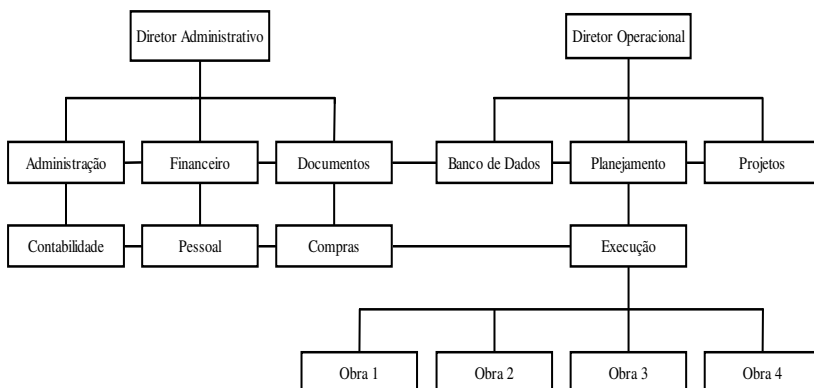 Diretor Administrativo
Diretor Operacional
Administração
Financeiro
Documentos
Banco de Dados
Planejamento
Projetos
Contabilidade
Pessoal
Compras
Execução
Obra 1
Obra 2
Obra 3
Obra 4